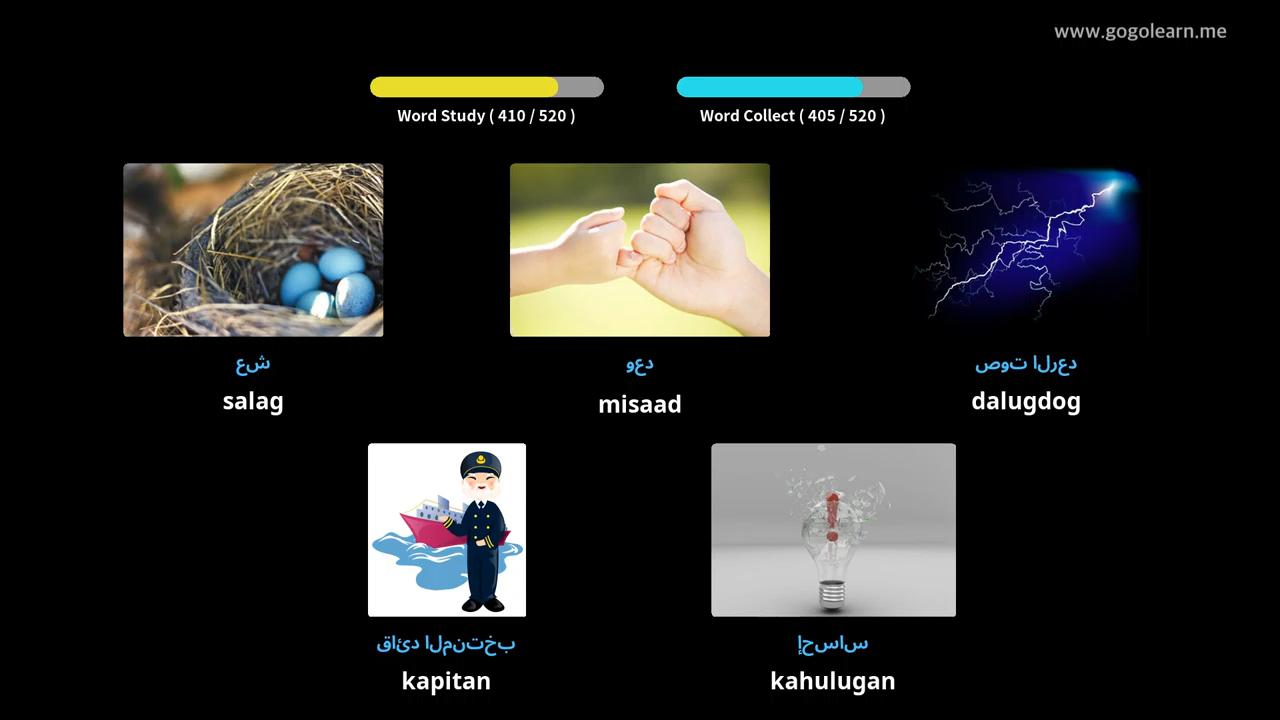 www.gogolearn.me
Word Study ( 410 / 520 )
Word Collect ( 405 / 520 )
عش
وعد
صوت الرعد
salag
misaad
dalugdog
قائد المنتخب
إحساس
kapitan
kahulugan